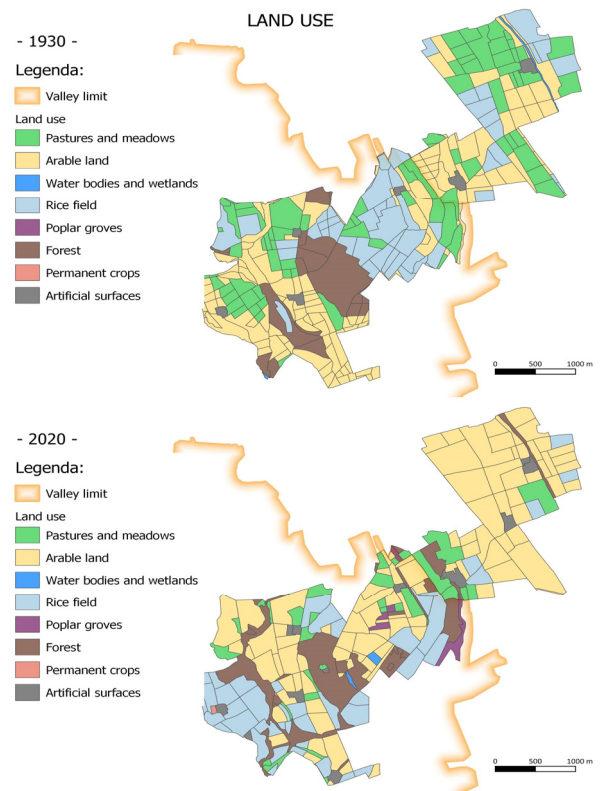 LAND USE
- 1930 -
Legenda:
Valley limit
Land use
Pastures and meadows
Arable land
Water bodies and wetlands
Rice field
Poplar groves
Forest
Permanent crops
Artificial surfaces
0 500 1000 m
- 2020 -
Legenda:
Valley limit
Land use
Pastures and meadows
Arable land
Water bodies and wetlands
Rice field
Poplar groves
Forest
Permanent crops
Artificial surfaces
0 500 1000 m